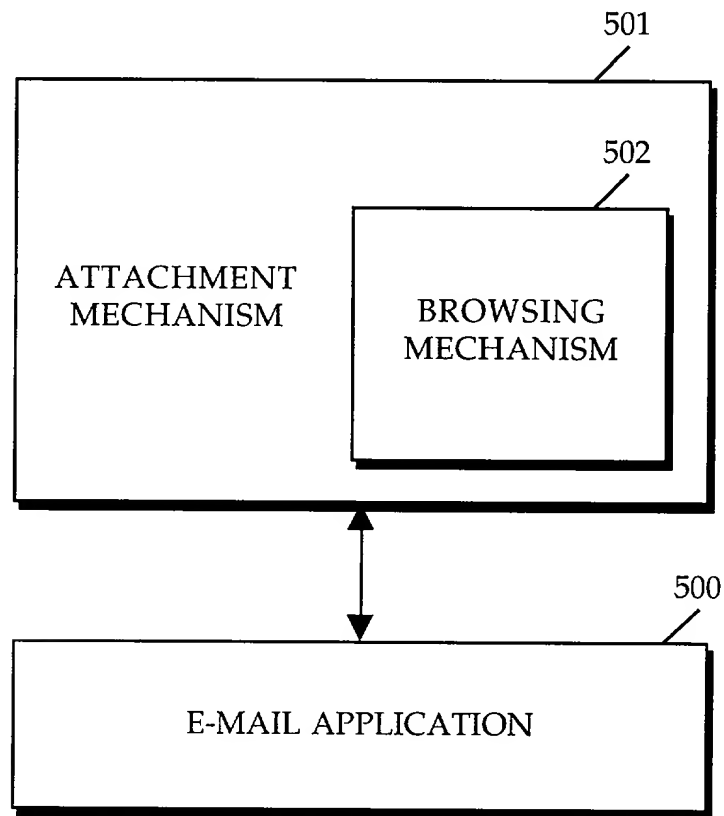 501
502
ATTACHMENT
MECHANISM
BROWSING
MECHANISM
500
E-MAIL APPLICATION